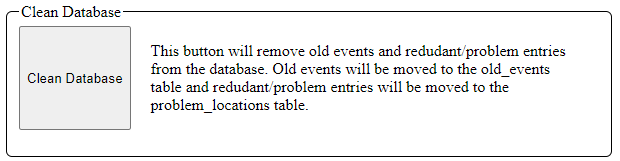 Clean Database
Clean Database
This button will remove old events and redudant/problem entries
from the database. Old events will be moved to the old_events
table and redudant/problem entries will be moved to the
problem_locations table.